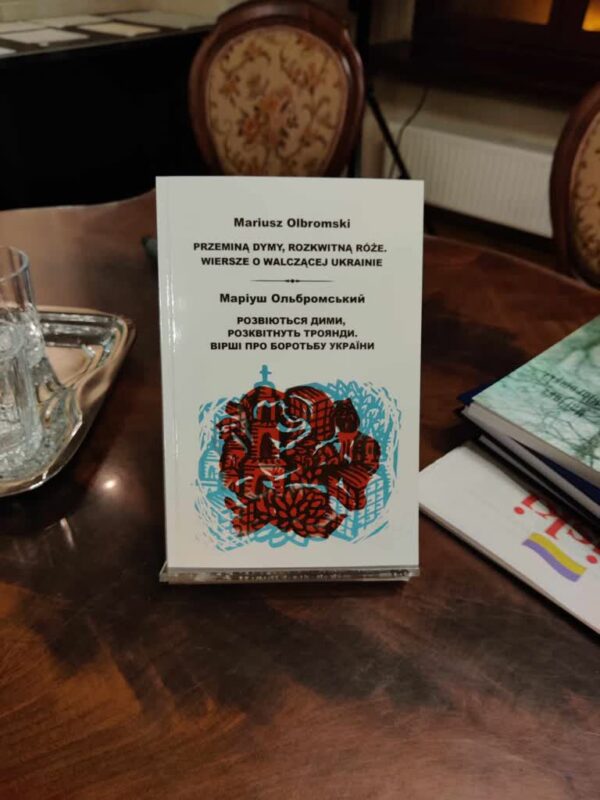 Mariusz Olbromski
PRZEMINĄ DYMY, ROZKWITNĄ RÓŻE.
WIERSZE O WALCZĄCEJ UKRAINIE
Маріуш Ольбромський
РОЗВІЮТЬСЯ ДИМИ,
РОЗКВІТНУТЬ ТРОЯНДИ.
ВІРШІ ПРО БОРОТЬБУ УКРАЇНИ